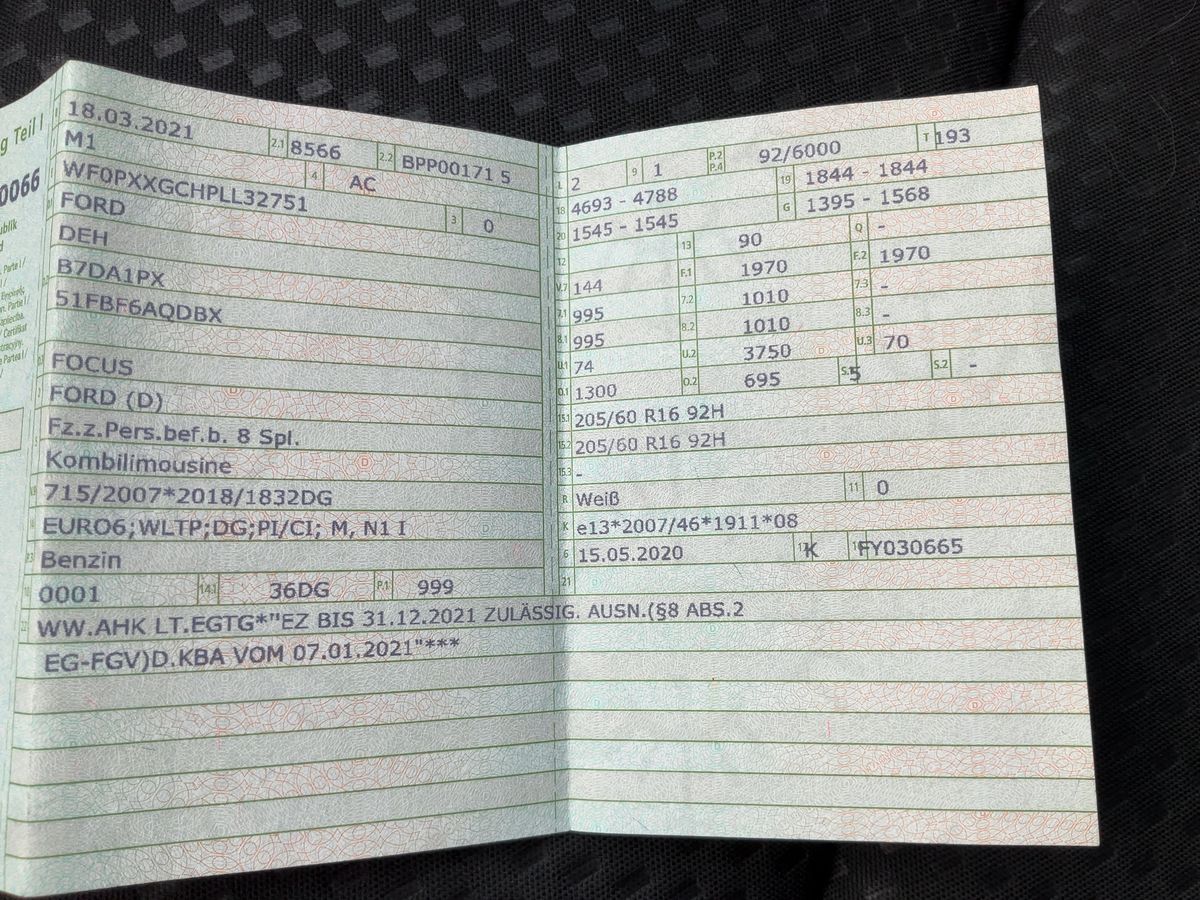 g Teil I
0066
ublik
d
18.03.2021 2.1 8566 2.2 BPP00171 5
M1 4 AC
WF0PXXGCHPLL32751 3 0
FORD
DEH
B7DA1PX
51FBF6AQDBX
FOCUS
FORD (D)
Fz.z.Pers.bef.b. 8 Spl.
Kombilimousine
715/2007*2018/1832DG
EURO6;WLTP;DG;PI/CI; M, N1 I
Benzin
0001 14.1 36DG P.1 999
L 2 9 1 P.2 P.4 92/6000 T 193
18 4693 - 4788 19 1844 - 1844
20 1545 - 1545 G 1395 - 1568
12 13 90 Q -
V.7 144 F.1 1970 F.2 1970
7.1 995 7.2 1010 7.3 -
8.1 995 8.2 1010 8.3 -
U.1 74 U.2 3750 U.3 70
O.1 1300 O.2 695 S.1 5 S.2 -
15.1 205/60 R16 92H
15.2 205/60 R16 92H
15.3 -
R Weiß 11 0
K e13*2007/46*1911*08
6 15.05.2020 17 K 16 FY030665
21
22 WW.AHK LT.EGTG*"EZ BIS 31.12.2021 ZULÄSSIG. AUSN.(§8 ABS.2
EG-FGV)D.KBA VOM 07.01.2021"***